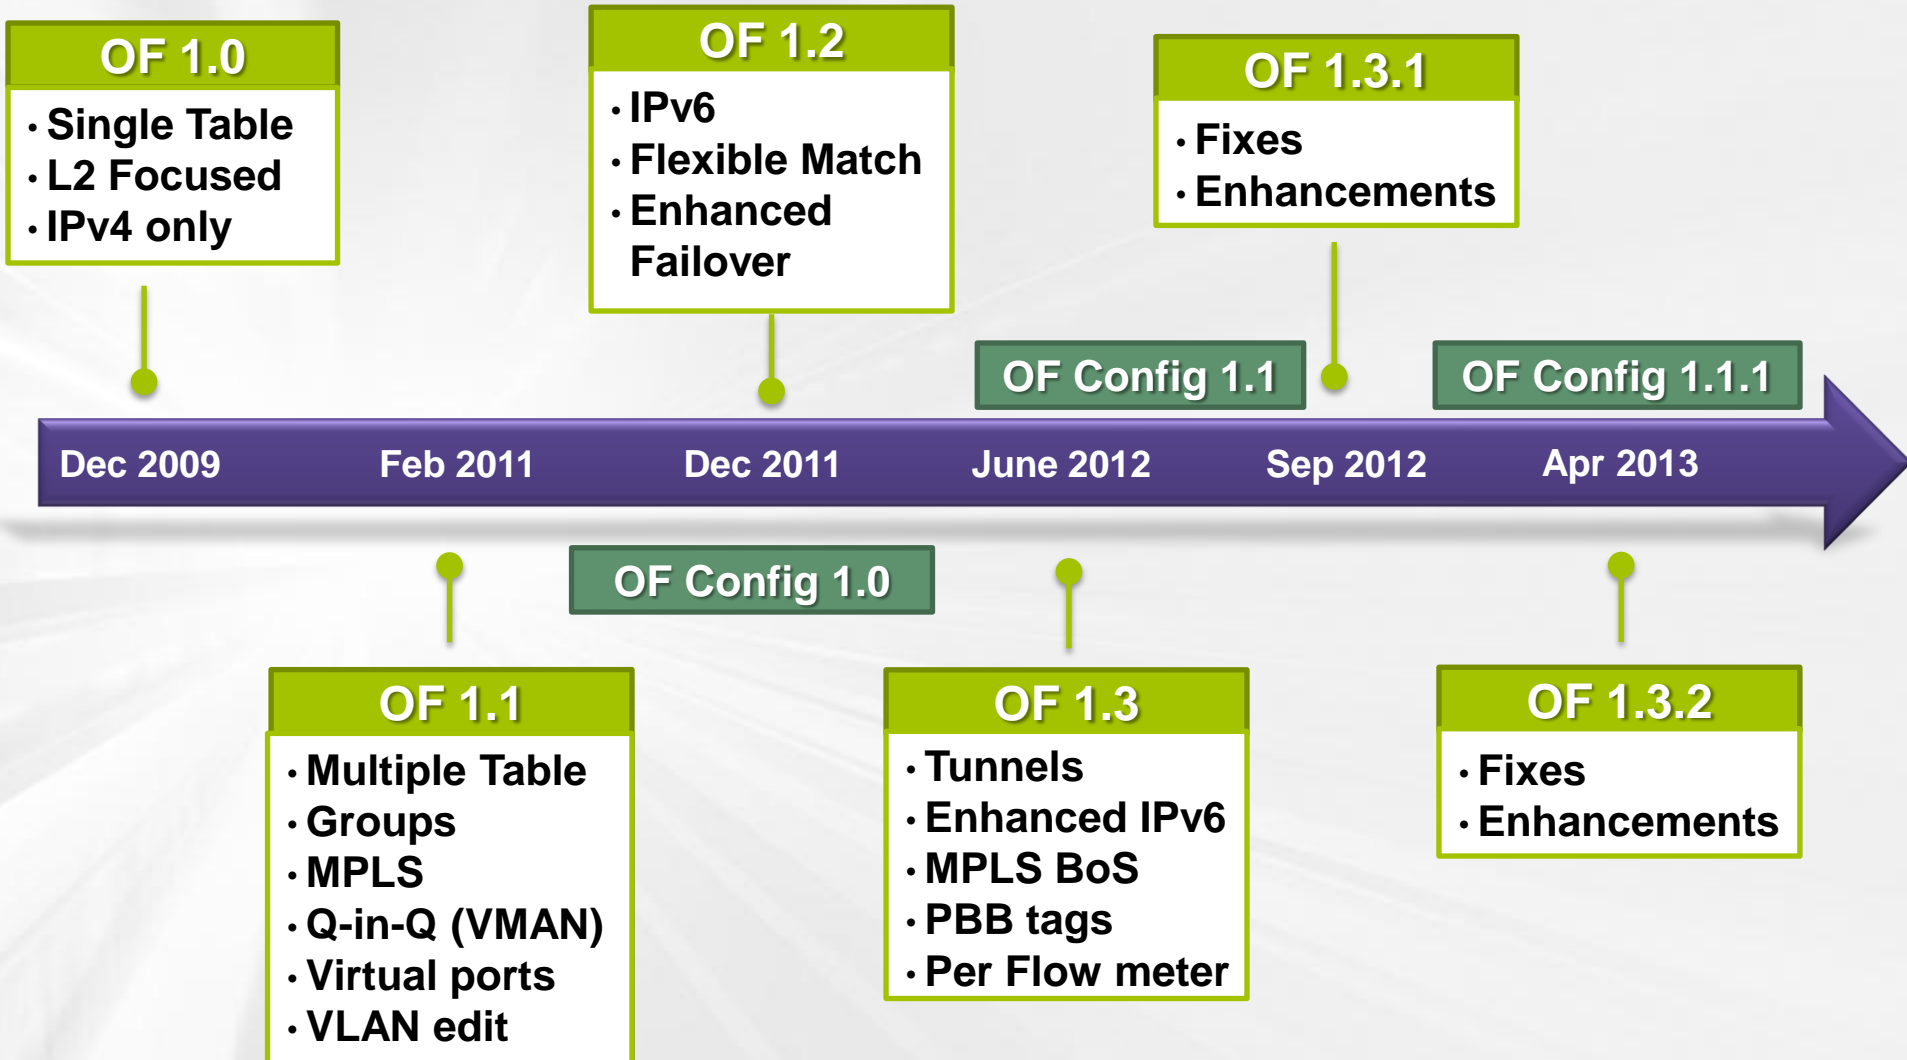 OF 1.0
· Single Table
· L2 Focused
· IPv4 only
OF 1.2
· IPv6
· Flexible Match
· Enhanced
Failover
OF 1.3.1
· Fixes
· Enhancements
OF Config 1.1
OF Config 1.1.1
Dec 2009
Feb 2011
Dec 2011
June 2012
Sep 2012
Apr 2013
OF Config 1.0
OF 1.1
· Multiple Table
· Groups
· MPLS
· Q-in-Q (VMAN)
· Virtual ports
· VLAN edit
OF 1.3
· Tunnels
· Enhanced IPv6
· MPLS BoS
· PBB tags
· Per Flow meter
OF 1.3.2
· Fixes
· Enhancements